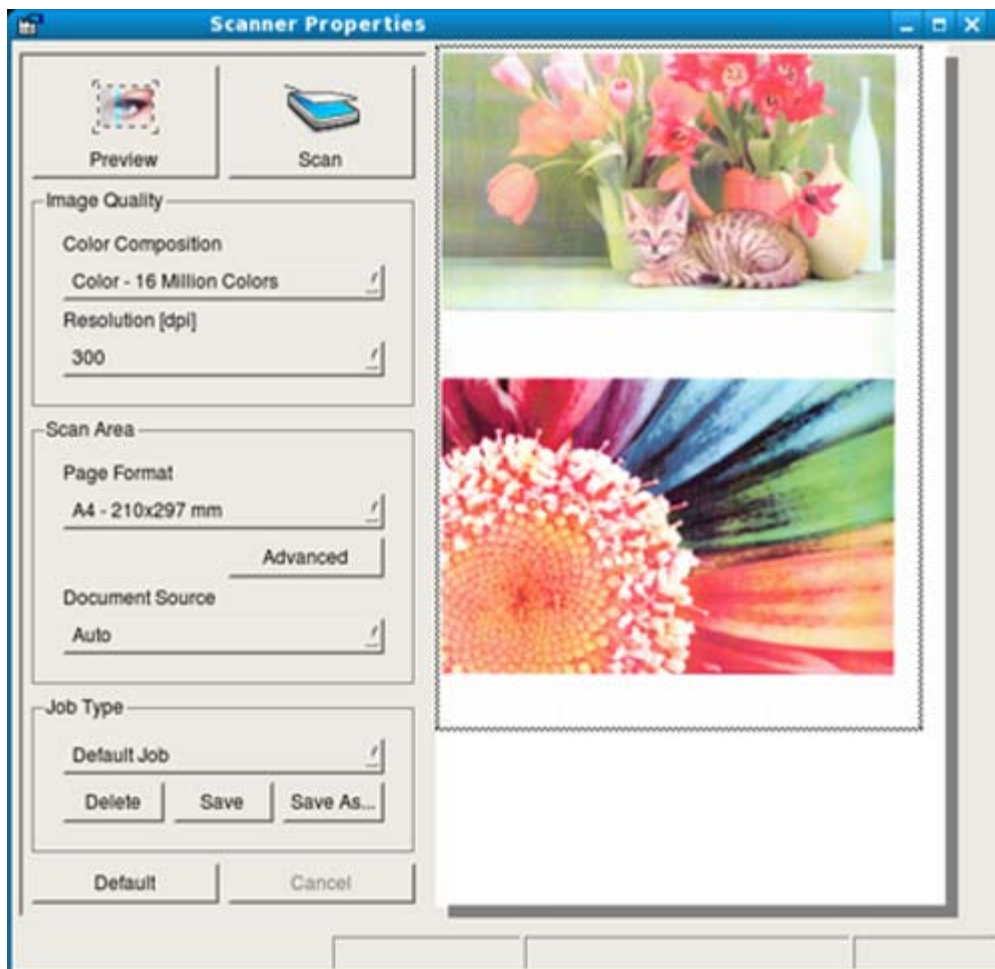 Scanner Properties
Preview
Scan
Image Quality
Color Composition
Color - 16 Million Colors
Resolution [dpi]
300
Scan Area
Page Format
A4 - 210x297 mm
Advanced
Document Source
Auto
Job Type
Default Job
Delete
Save
Save As...
Default
Cancel